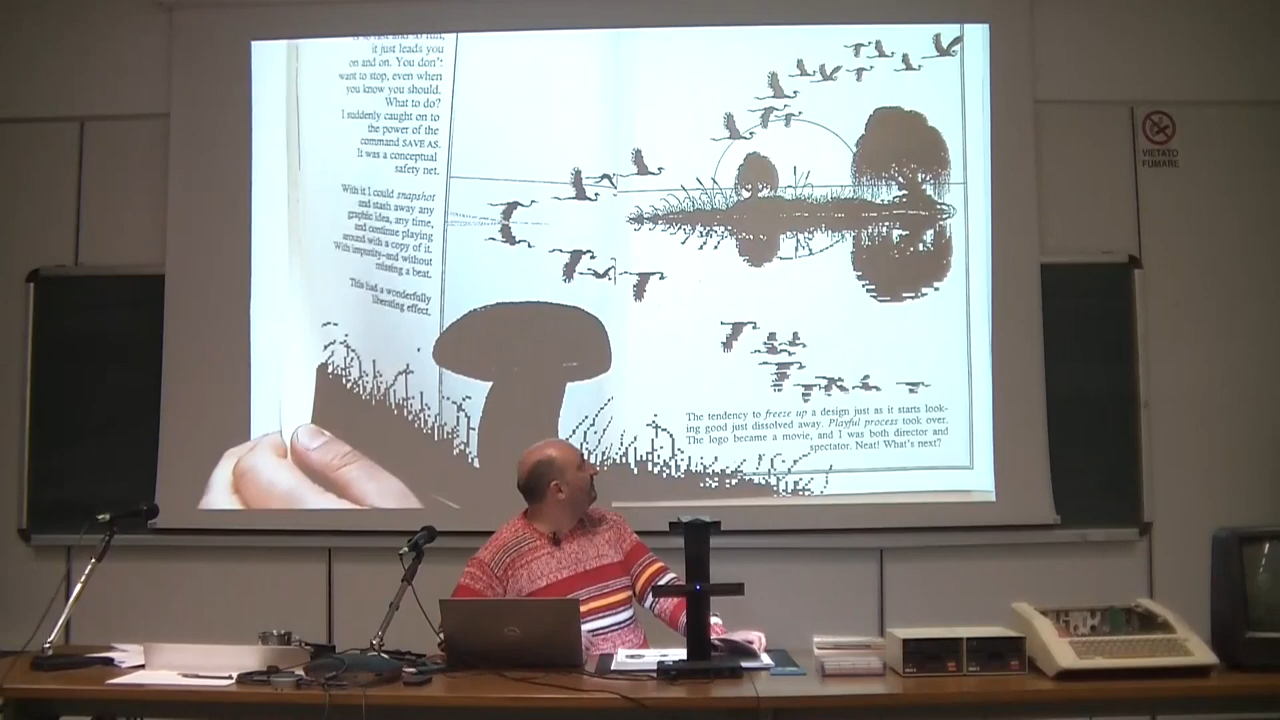 it just leads you
on and on. You don't
want to stop, even when
you know you should.
What to do?
I suddenly caught on to
the power of the
command SAVE AS.
It was a conceptual
safety net.
With it I could snapshot
and stash away any
graphic idea, any time,
and continue playing
around with a copy of it.
With impunity—and without
missing a beat.
This had a wonderfully
liberating effect.
The tendency to freeze up a design just as it starts look-
ing good just dissolved away. Playful process took over.
The logo became a movie, and I was both director and
spectator. Neat! What's next?
VIETATO
FUMARE